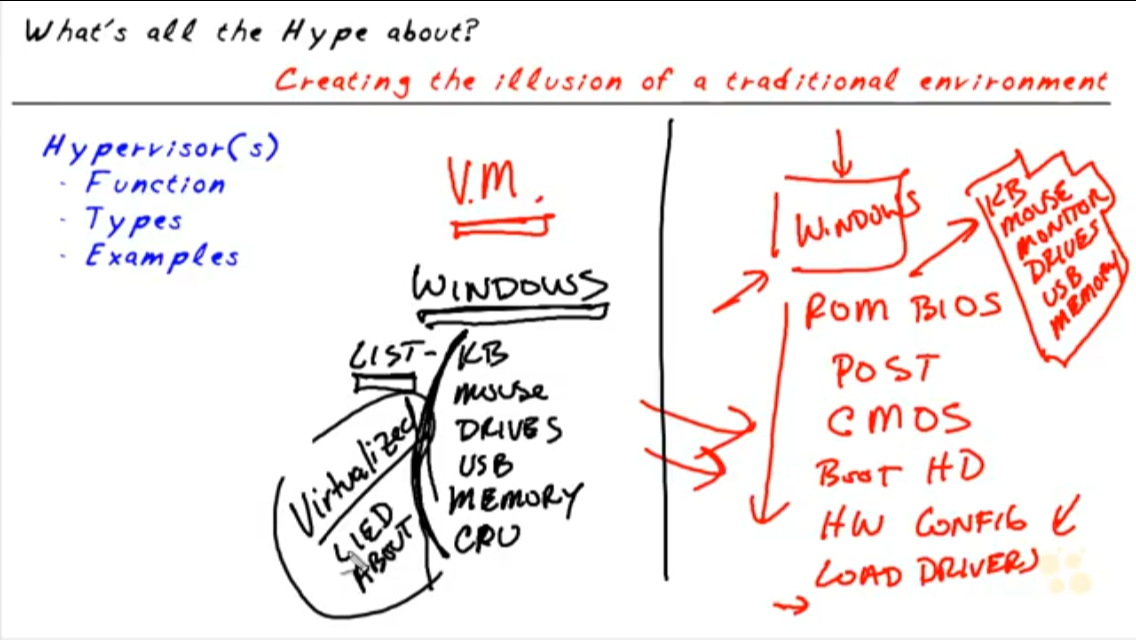 What's all the Hype about?
Creating the illusion of a traditional environment
Hypervisor(s)
· Function
· Types
· Examples
V.M.
WINDOWS
LIST-
KB
mouse
DRIVES
USB
MEMORY
CPU
Virtualized
LIED
ABOUT
WINDOWS
ROM BIOS
POST
CMOS
BOOT HD
HW CONFIG
LOAD DRIVERS
KB
MOUSE
MONITOR
DRIVES
USB
MEMORY